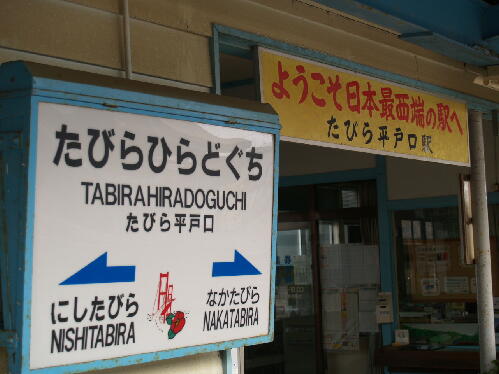 ようこそ日本最西端の駅へ
たびら平戸口駅
たびらひらどぐち
TABIRAHIRADOGUCHI
たびら平戸口
にしたびら
NISHITABIRA
なかたびら
NAKATABIRA